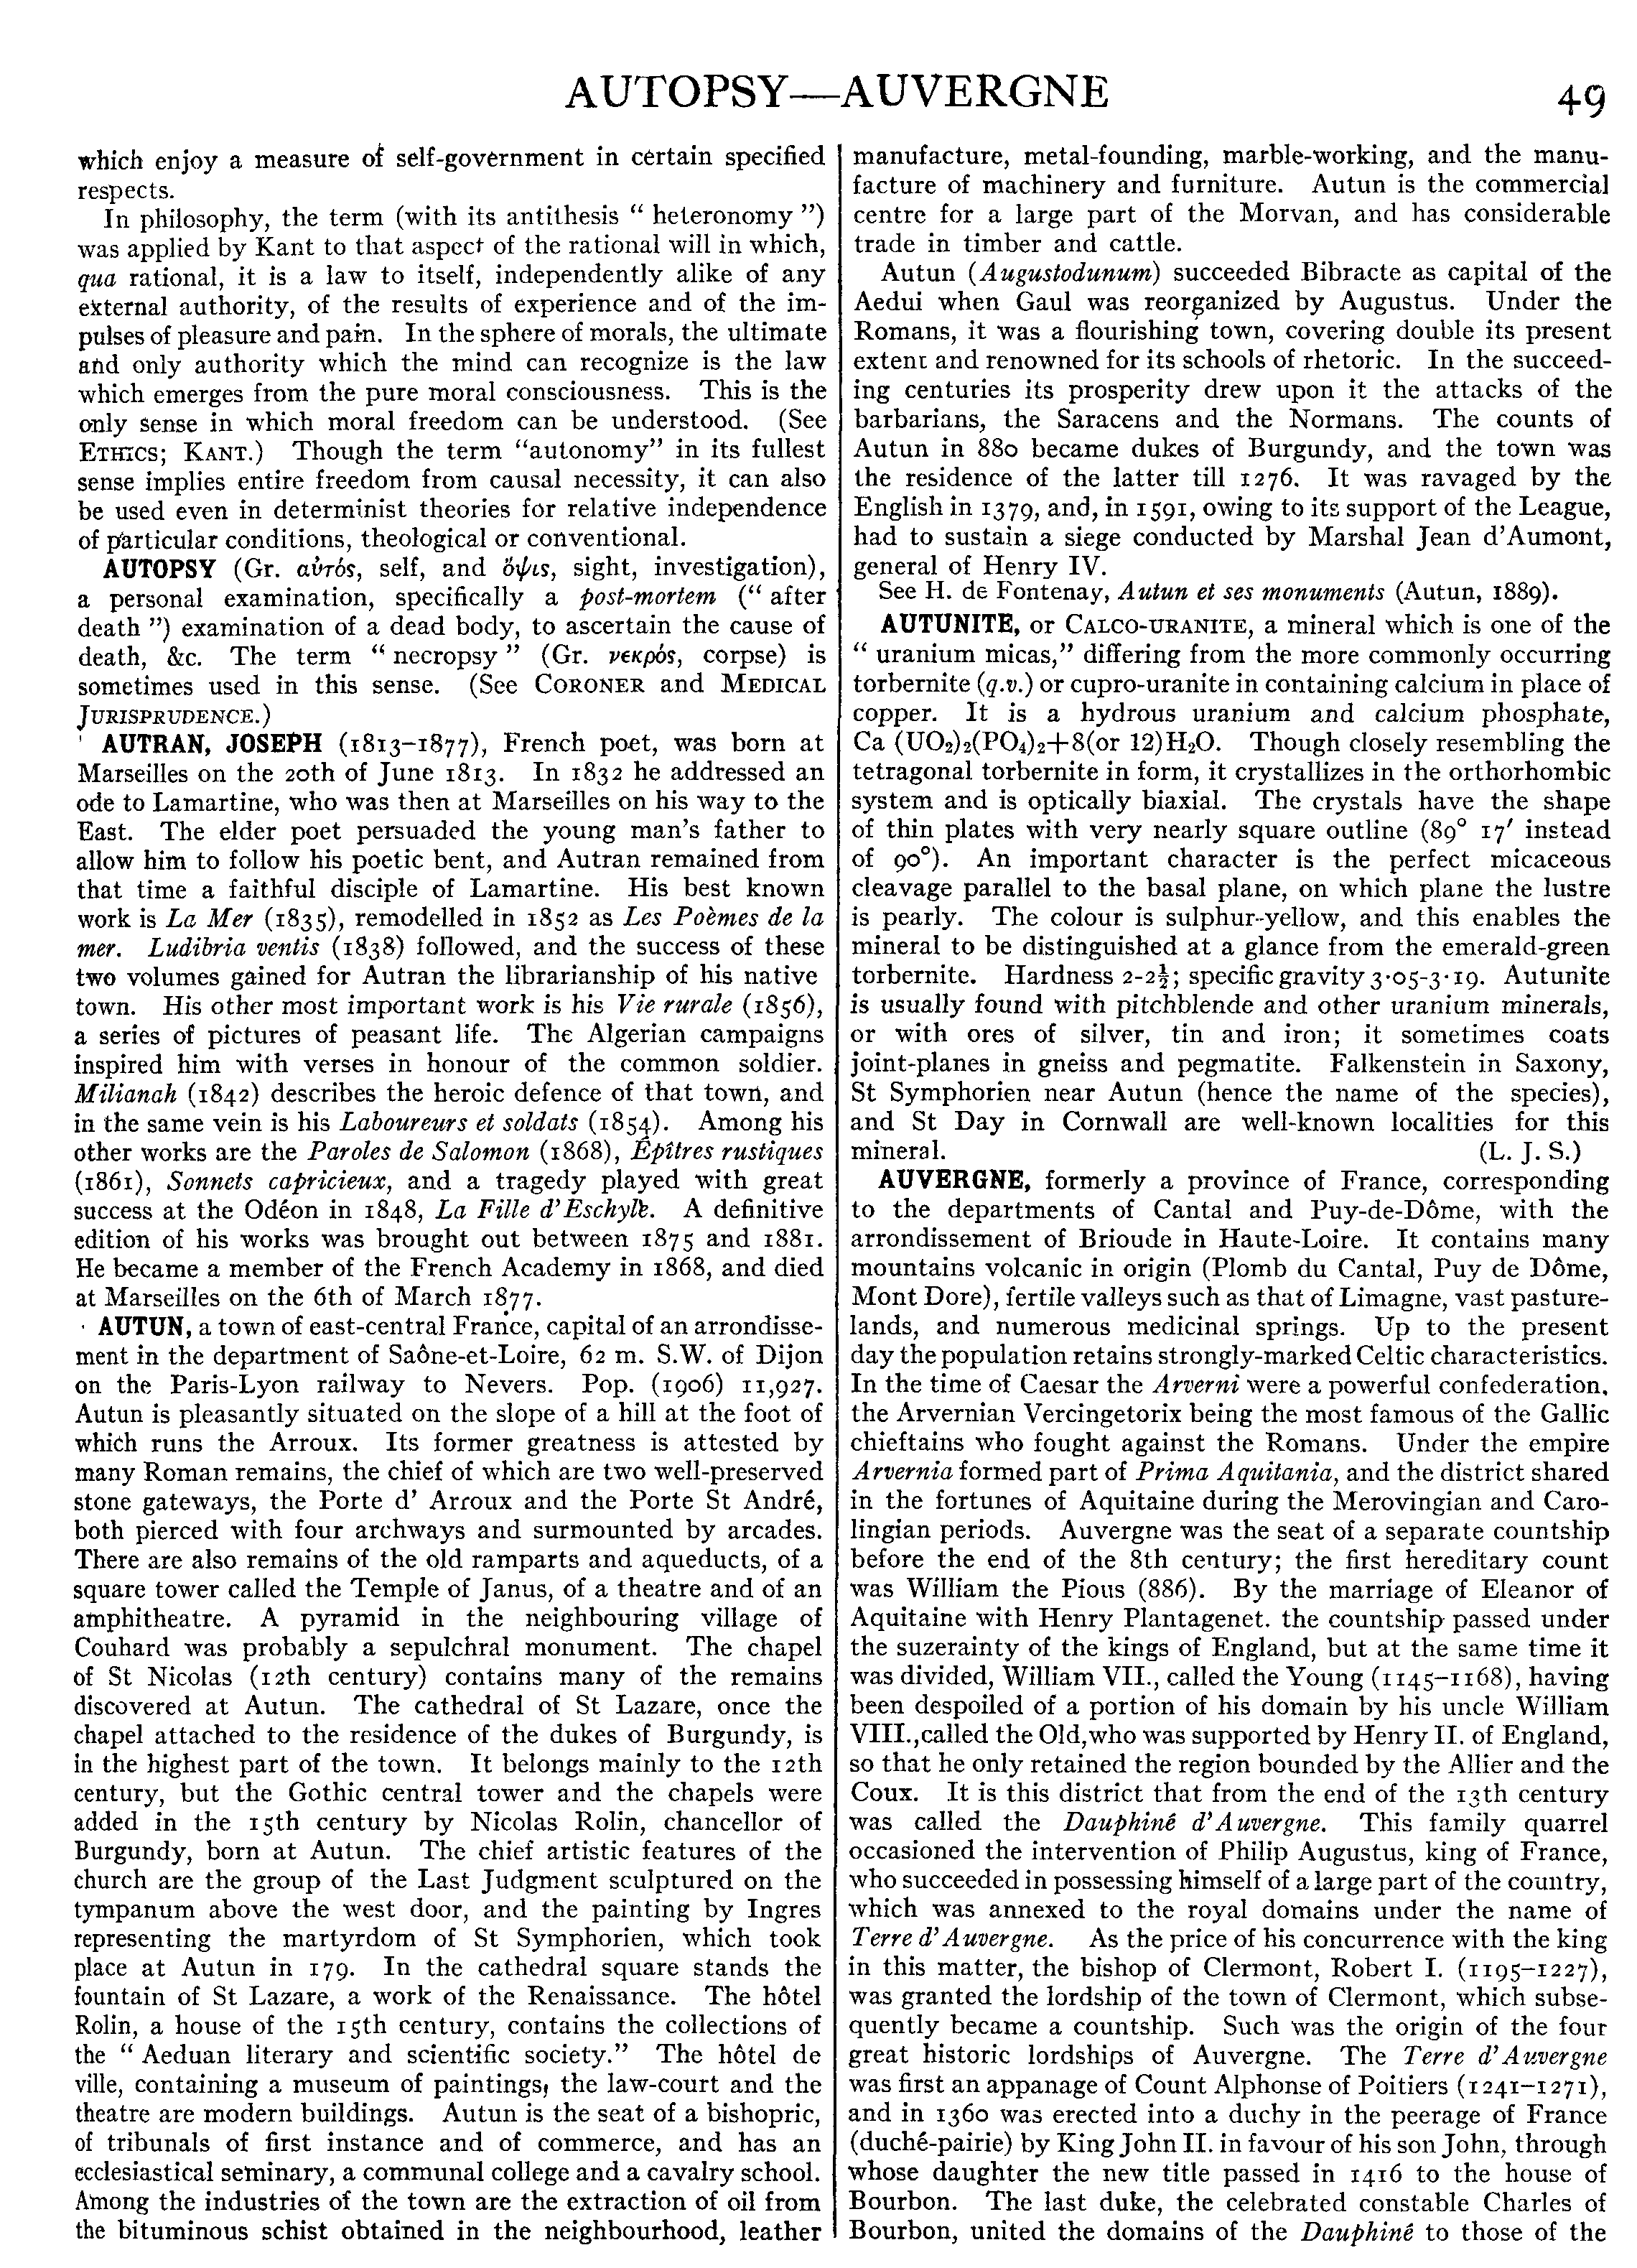 AUTOPSY—AUVERGNE
49
which enjoy a measure of self-government in certain specified
respects.
In philosophy, the term (with its antithesis “ heteronomy ”)
was applied by Kant to that aspect of the rational will in which,
qua rational, it is a law to itself, independently alike of any
external authority, of the results of experience and of the im-
pulses of pleasure and pain. In the sphere of morals, the ultimate
and only authority which the mind can recognize is the law
which emerges from the pure moral consciousness. This is the
only sense in which moral freedom can be understood. (See
ETHICS; KANT.) Though the term “autonomy” in its fullest
sense implies entire freedom from causal necessity, it can also
be used even in determinist theories for relative independence
of particular conditions, theological or conventional.
AUTOPSY (Gr. αὐτός, self, and ὄψις, sight, investigation),
a personal examination, specifically a post-mortem (“ after
death ”) examination of a dead body, to ascertain the cause of
death, &c. The term “ necropsy ” (Gr. νεκρός, corpse) is
sometimes used in this sense. (See CORONER and MEDICAL
JURISPRUDENCE.)
AUTRAN, JOSEPH (1813–1877), French poet, was born at
Marseilles on the 20th of June 1813. In 1832 he addressed an
ode to Lamartine, who was then at Marseilles on his way to the
East. The elder poet persuaded the young man’s father to
allow him to follow his poetic bent, and Autran remained from
that time a faithful disciple of Lamartine. His best known
work is La Mer (1835), remodelled in 1852 as Les Poèmes de la
mer. Ludibria ventis (1838) followed, and the success of these
two volumes gained for Autran the librarianship of his native
town. His other most important work is his Vie rurale (1856),
a series of pictures of peasant life. The Algerian campaigns
inspired him with verses in honour of the common soldier.
Milianah (1842) describes the heroic defence of that town, and
in the same vein is his Laboureurs et soldats (1854). Among his
other works are the Paroles de Salomon (1868), Épîtres rustiques
(1861), Sonnets capricieux, and a tragedy played with great
success at the Odéon in 1848, La Fille d’Eschyle. A definitive
edition of his works was brought out between 1875 and 1881.
He became a member of the French Academy in 1868, and died
at Marseilles on the 6th of March 1877.
AUTUN, a town of east-central France, capital of an arrondisse-
ment in the department of Saône-et-Loire, 62 m. S.W. of Dijon
on the Paris-Lyon railway to Nevers. Pop. (1906) 11,927.
Autun is pleasantly situated on the slope of a hill at the foot of
which runs the Arroux. Its former greatness is attested by
many Roman remains, the chief of which are two well-preserved
stone gateways, the Porte d’ Arroux and the Porte St André,
both pierced with four archways and surmounted by arcades.
There are also remains of the old ramparts and aqueducts, of a
square tower called the Temple of Janus, of a theatre and of an
amphitheatre. A pyramid in the neighbouring village of
Couhard was probably a sepulchral monument. The chapel
of St Nicolas (12th century) contains many of the remains
discovered at Autun. The cathedral of St Lazare, once the
chapel attached to the residence of the dukes of Burgundy, is
in the highest part of the town. It belongs mainly to the 12th
century, but the Gothic central tower and the chapels were
added in the 15th century by Nicolas Rolin, chancellor of
Burgundy, born at Autun. The chief artistic features of the
church are the group of the Last Judgment sculptured on the
tympanum above the west door, and the painting by Ingres
representing the martyrdom of St Symphorien, which took
place at Autun in 179. In the cathedral square stands the
fountain of St Lazare, a work of the Renaissance. The hôtel
Rolin, a house of the 15th century, contains the collections of
the “ Aeduan literary and scientific society.” The hôtel de
ville, containing a museum of paintings, the law-court and the
theatre are modern buildings. Autun is the seat of a bishopric,
of tribunals of first instance and of commerce, and has an
ecclesiastical seminary, a communal college and a cavalry school.
Among the industries of the town are the extraction of oil from
the bituminous schist obtained in the neighbourhood, leather
manufacture, metal-founding, marble-working, and the manu-
facture of machinery and furniture. Autun is the commercial
centre for a large part of the Morvan, and has considerable
trade in timber and cattle.
Autun (Augustodunum) succeeded Bibracte as capital of the
Aedui when Gaul was reorganized by Augustus. Under the
Romans, it was a flourishing town, covering double its present
extent and renowned for its schools of rhetoric. In the succeed-
ing centuries its prosperity drew upon it the attacks of the
barbarians, the Saracens and the Normans. The counts of
Autun in 880 became dukes of Burgundy, and the town was
the residence of the latter till 1276. It was ravaged by the
English in 1379, and, in 1591, owing to its support of the League,
had to sustain a siege conducted by Marshal Jean d’Aumont,
general of Henry IV.
See H. de Fontenay, Autun et ses monuments (Autun, 1889).
AUTUNITE, or CALCO-URANITE, a mineral which is one of the
“ uranium micas,” differing from the more commonly occurring
torbernite (q.v.) or cupro-uranite in containing calcium in place of
copper. It is a hydrous uranium and calcium phosphate,
Ca (UO₂)₂(PO₄)₂+8(or 12)H₂O. Though closely resembling the
tetragonal torbernite in form, it crystallizes in the orthorhombic
system and is optically biaxial. The crystals have the shape
of thin plates with very nearly square outline (89° 17′ instead
of 90°). An important character is the perfect micaceous
cleavage parallel to the basal plane, on which plane the lustre
is pearly. The colour is sulphur-yellow, and this enables the
mineral to be distinguished at a glance from the emerald-green
torbernite. Hardness 2-2½; specific gravity 3·05-3·19. Autunite
is usually found with pitchblende and other uranium minerals,
or with ores of silver, tin and iron; it sometimes coats
joint-planes in gneiss and pegmatite. Falkenstein in Saxony,
St Symphorien near Autun (hence the name of the species),
and St Day in Cornwall are well-known localities for this
mineral. (L. J. S.)
AUVERGNE, formerly a province of France, corresponding
to the departments of Cantal and Puy-de-Dôme, with the
arrondissement of Brioude in Haute-Loire. It contains many
mountains volcanic in origin (Plomb du Cantal, Puy de Dôme,
Mont Dore), fertile valleys such as that of Limagne, vast pasture-
lands, and numerous medicinal springs. Up to the present
day the population retains strongly-marked Celtic characteristics.
In the time of Caesar the Arverni were a powerful confederation,
the Arvernian Vercingetorix being the most famous of the Gallic
chieftains who fought against the Romans. Under the empire
Arvernia formed part of Prima Aquitania, and the district shared
in the fortunes of Aquitaine during the Merovingian and Caro-
lingian periods. Auvergne was the seat of a separate countship
before the end of the 8th century; the first hereditary count
was William the Pious (886). By the marriage of Eleanor of
Aquitaine with Henry Plantagenet. the countship passed under
the suzerainty of the kings of England, but at the same time it
was divided, William VII., called the Young (1145–1168), having
been despoiled of a portion of his domain by his uncle William
VIII.,called the Old,who was supported by Henry II. of England,
so that he only retained the region bounded by the Allier and the
Coux. It is this district that from the end of the 13th century
was called the Dauphiné d’Auvergne. This family quarrel
occasioned the intervention of Philip Augustus, king of France,
who succeeded in possessing himself of a large part of the country,
which was annexed to the royal domains under the name of
Terre d’Auvergne. As the price of his concurrence with the king
in this matter, the bishop of Clermont, Robert I. (1195–1227),
was granted the lordship of the town of Clermont, which subse-
quently became a countship. Such was the origin of the four
great historic lordships of Auvergne. The Terre d’Auvergne
was first an appanage of Count Alphonse of Poitiers (1241–1271),
and in 1360 was erected into a duchy in the peerage of France
(duché-pairie) by King John II. in favour of his son John, through
whose daughter the new title passed in 1416 to the house of
Bourbon. The last duke, the celebrated constable Charles of
Bourbon, united the domains of the Dauphiné to those of the